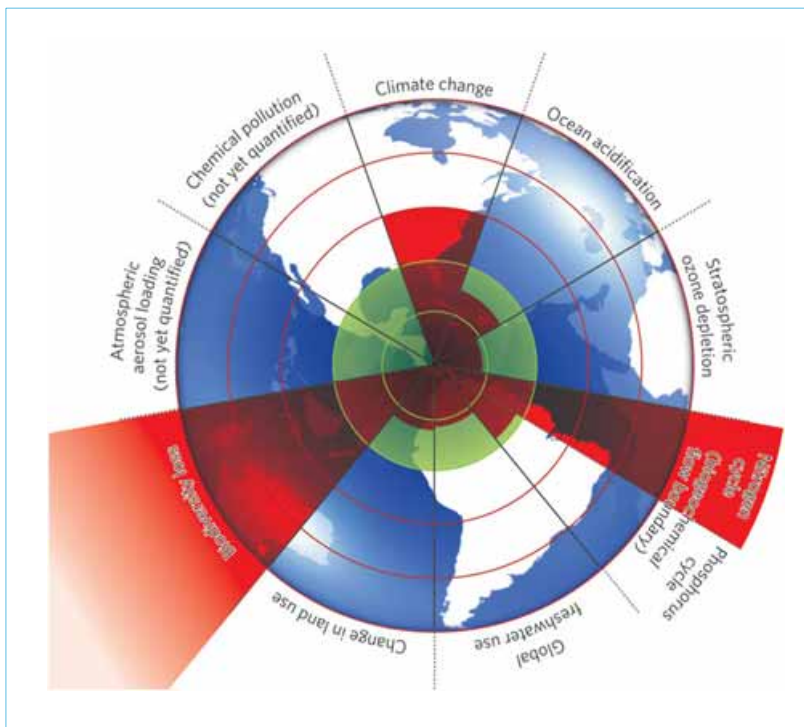 Climate change
Ocean acidification
Stratospheric
ozone depletion
Nitrogen
cycle
(biogeochemical
flow boundary)
Phosphorus
cycle
Global
freshwater use
Change in land use
Biodiversity loss
Atmospheric
aerosol loading
(not yet quantified)
Chemical pollution
(not yet quantified)